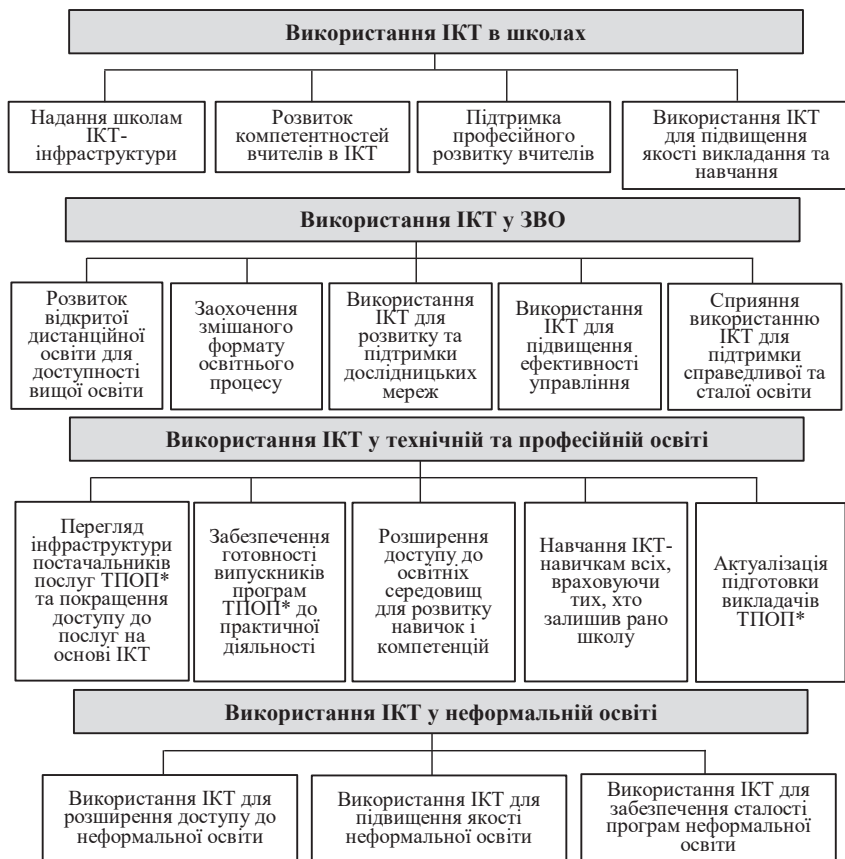 Використання ІКТ в школах
Надання школам
ІКТ-
інфраструктури
Розвиток
компетентностей
вчителів в ІКТ
Підтримка
професійного
розвитку вчителів
Використання ІКТ
для підвищення
якості викладання та
навчання
Використання ІКТ у ЗВО
Розвиток
відкритої
дистанційної
освіти для
доступності
вищої освіти
Заохочення
змішаного
формату
освітнього
процесу
Використання
ІКТ для
розвитку та
підтримки
дослідницьких
мереж
Використання
ІКТ для
підвищення
ефективності
управління
Сприяння
використанню
ІКТ для
підтримки
справедливої та
сталої освіти
Використання ІКТ у технічній та професійній освіті
Перегляд
інфраструктури
постачальників
послуг ТПОП*
та покращення
доступу до
послуг на
основі ІКТ
Забезпечення
готовності
випускників
програм
ТПОП* до
практичної
діяльності
Розширення
доступу до
освітніх
середовищ
для розвитку
навичок і
компетенцій
Навчання ІКТ-
навичкам всіх,
враховуючи
тих, хто
залишив рано
школу
Актуалізація
підготовки
викладачів
ТПОП*
Використання ІКТ у неформальній освіті
Використання ІКТ для
розширення доступу до
неформальної освіти
Використання ІКТ для
підвищення якості
неформальної освіти
Використання ІКТ для
забезпечення сталості
програм неформальної
освіти